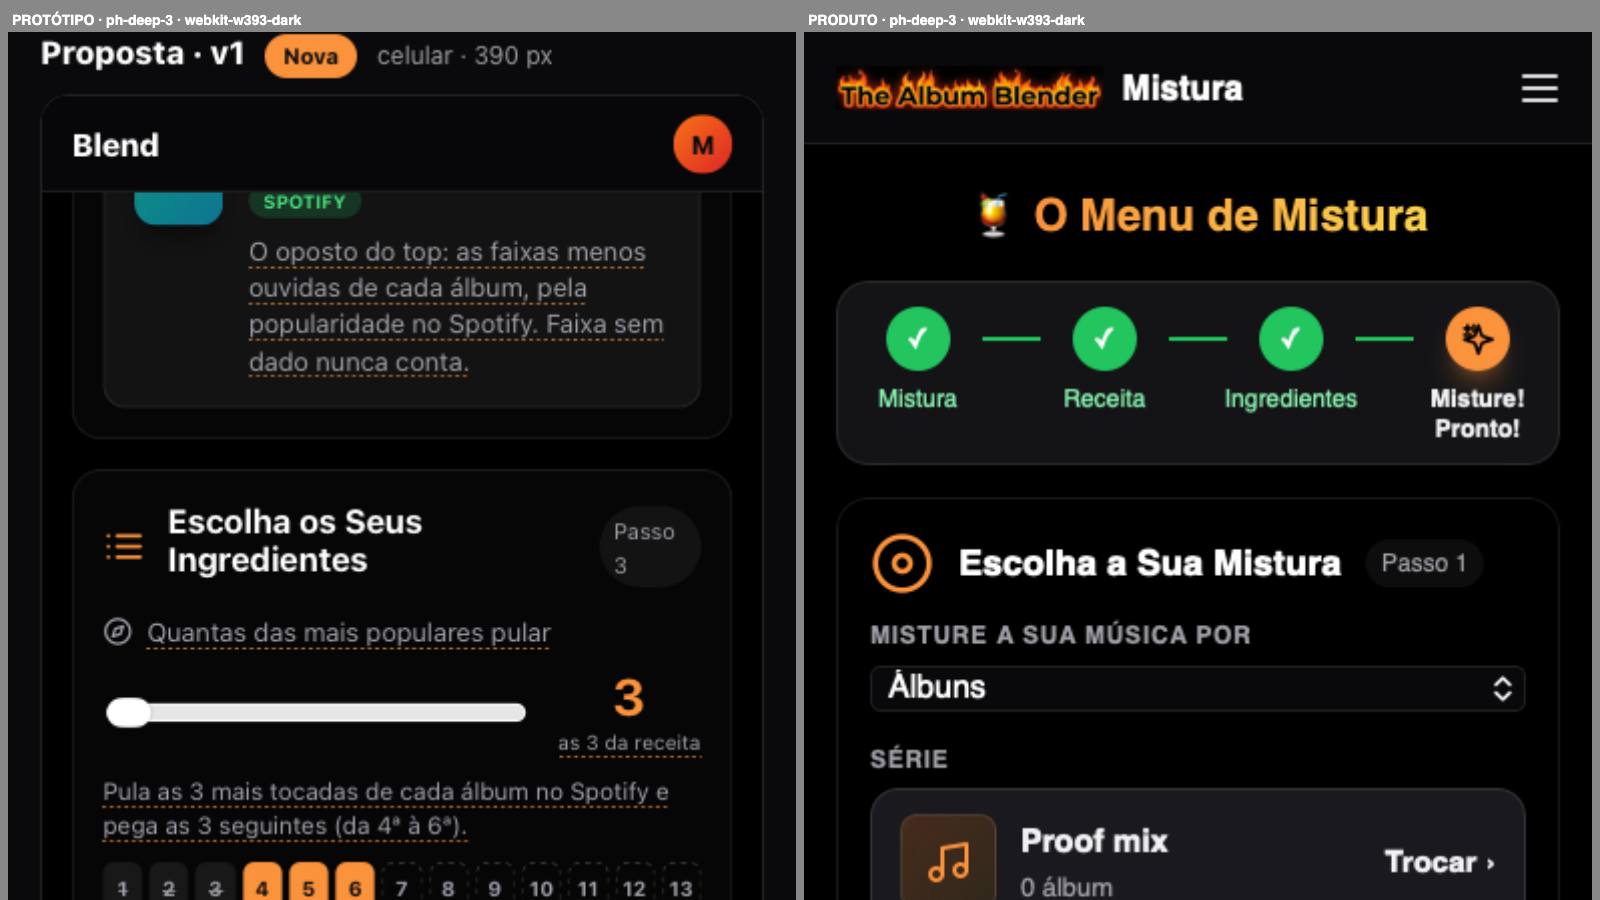 PROTÓTIPO · ph-deep-3 · webkit-w393-dark
Proposta · v1 Nova celular · 390 px
Blend M
SPOTIFY
O oposto do top: as faixas menos
ouvidas de cada álbum, pela
popularidade no Spotify. Faixa sem
dado nunca conta.
Escolha os Seus
Ingredientes
Passo
3
Quantas das mais populares pular
3
as 3 da receita
Pula as 3 mais tocadas de cada álbum no Spotify e
pega as 3 seguintes (da 4ª à 6ª).
1 2 3 4 5 6 7 8 9 10 11 12 13
PRODUTO · ph-deep-3 · webkit-w393-dark
The Album Blender Mistura
O Menu de Mistura
Mistura Receita Ingredientes Misture!
Pronto!
Escolha a Sua Mistura Passo 1
MISTURE A SUA MÚSICA POR
Álbuns
SÉRIE
Proof mix
Trocar ›
0 álbum